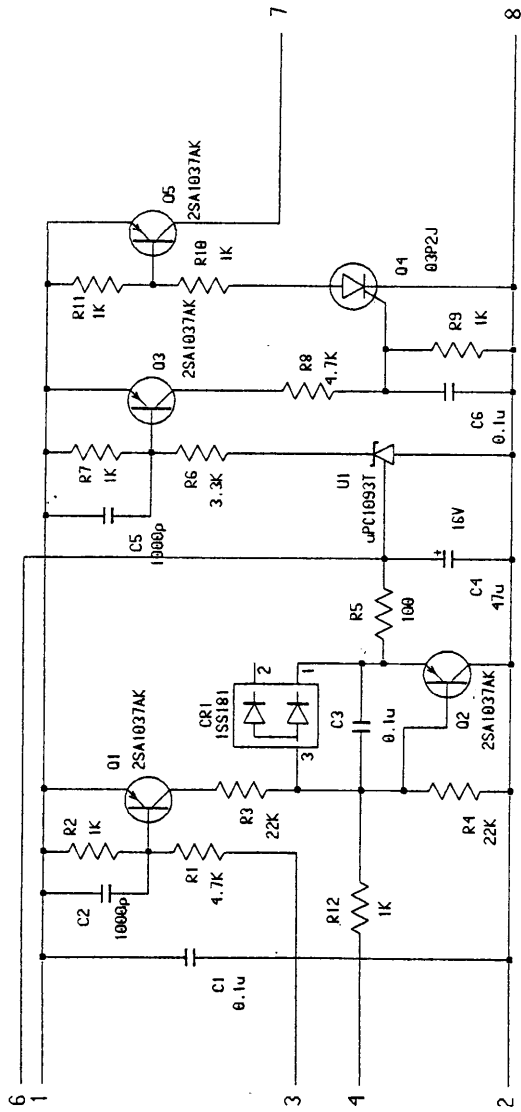 6
1
3
4
2
7
8
C1
0.1u
C2
1000p
R2
1K
R1
4.7K
Q1
2SA1037AK
R3
22K
R12
1K
CR1
1SS181
2
1
3
C3
0.1u
R4
22K
Q2
2SA1037AK
R5
100
C4
47u
16V
+
C5
1000p
R7
1K
R6
3.3K
U1
uPC1093T
Q3
2SA1037AK
R8
4.7K
C6
0.1u
R9
1K
R11
1K
R10
1K
Q4
03P2J
Q5
2SA1037AK